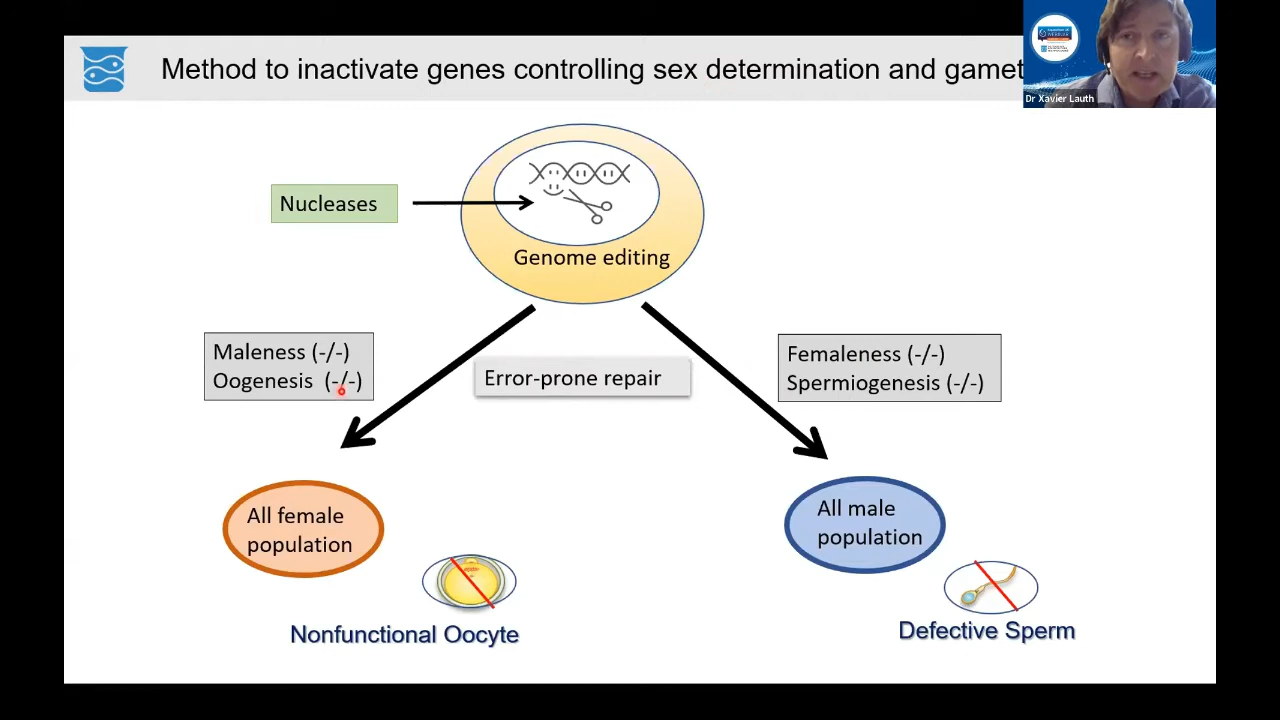 Method to inactivate genes controlling sex determination and gamet
WEBINAR
Dr Xavier Lauth
Nucleases
Genome editing
Maleness (-/-)
Oogenesis (-/-)
Error-prone repair
Femaleness (-/-)
Spermiogenesis (-/-)
All female
population
All male
population
Nonfunctional Oocyte
Defective Sperm